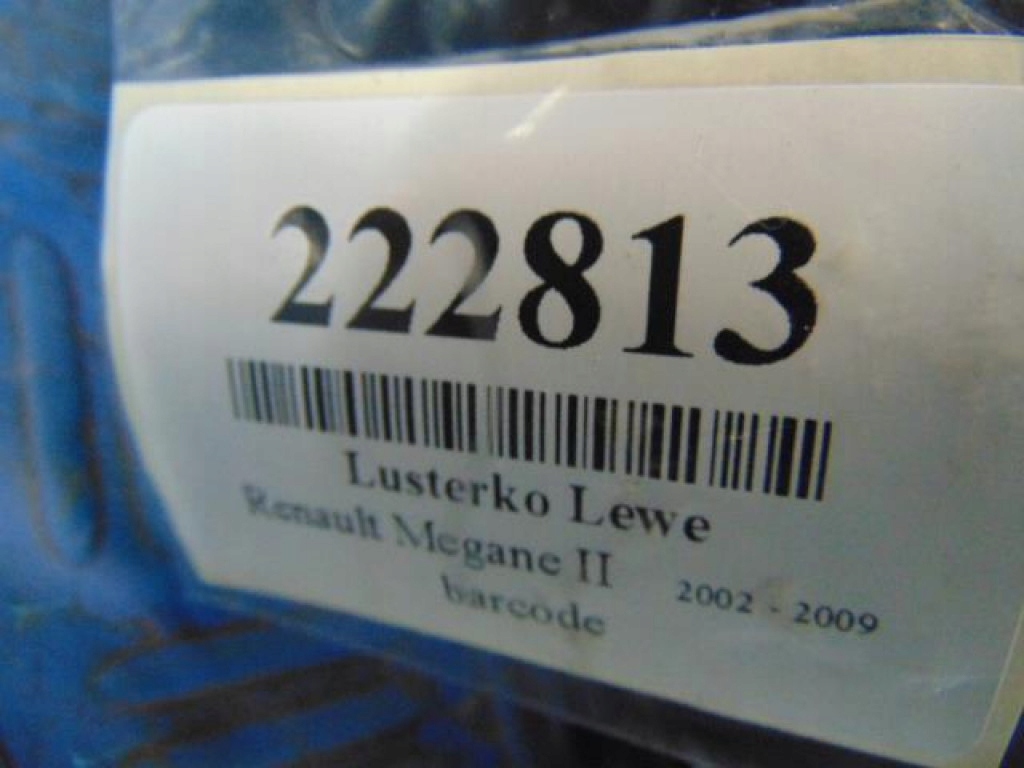 222813
Lusterko Lewe
Renault Megane II 2002 - 2009
barcode